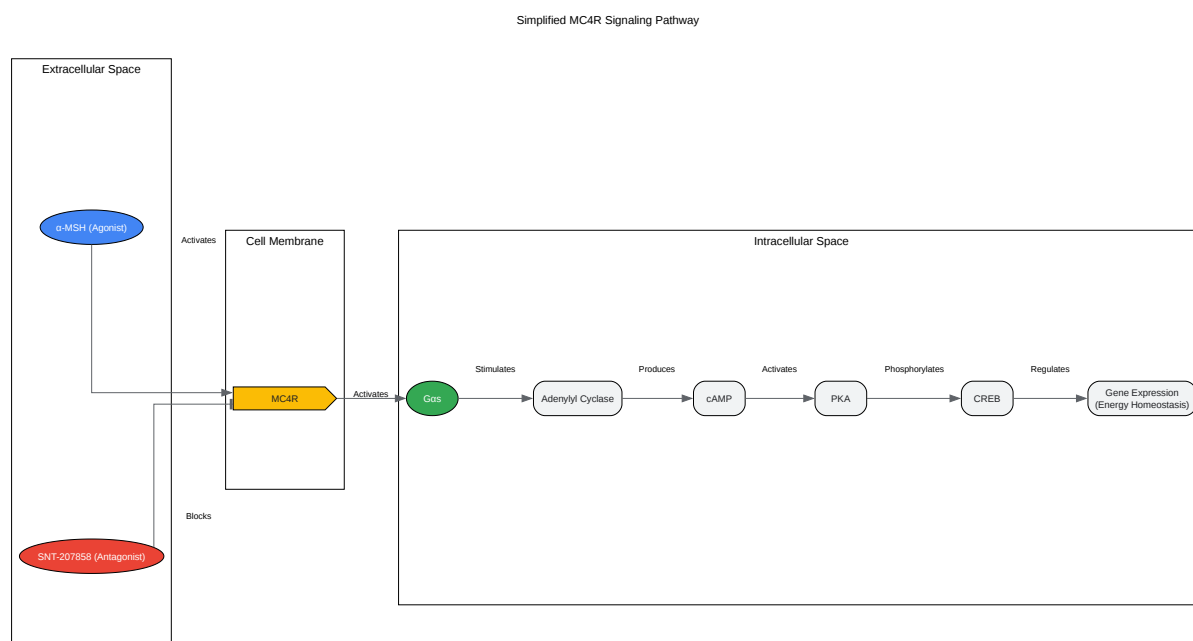 Simplified MC4R Signaling Pathway
Extracellular Space
α-MSH (Agonist)
Activates
Cell Membrane
Intracellular Space
MC4R
Activates
Gαs
Stimulates
Adenylyl Cyclase
Produces
cAMP
Activates
PKA
Phosphorylates
CREB
Regulates
Gene Expression
(Energy Homeostasis)
Blocks
SNT-207858 (Antagonist)